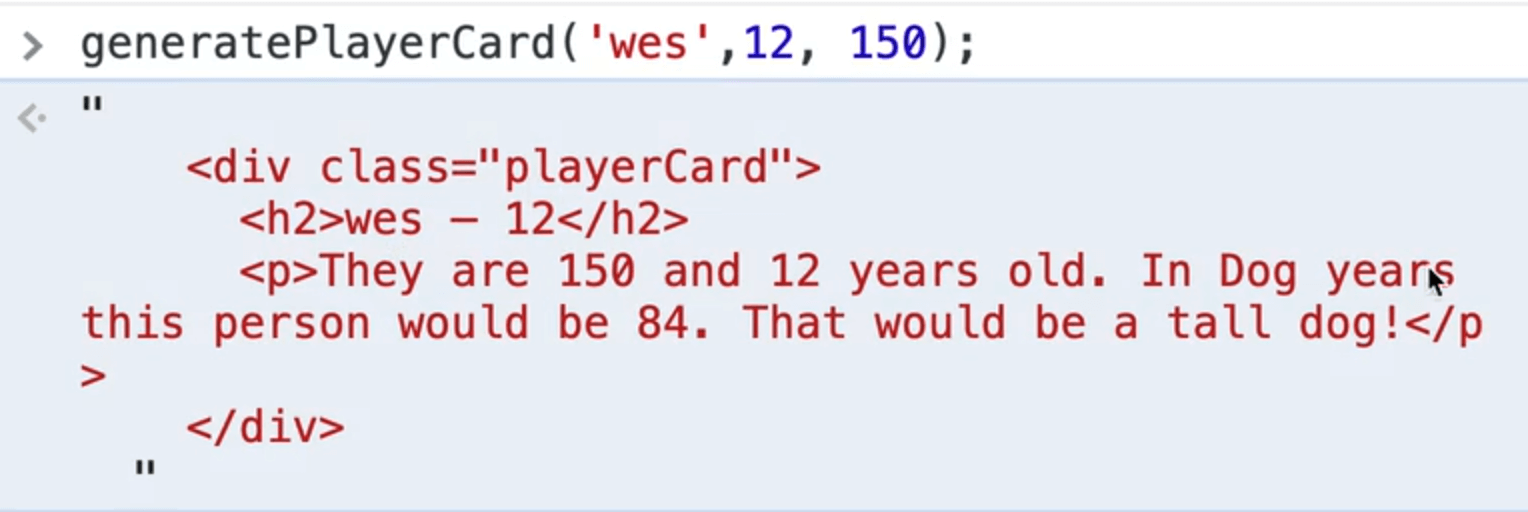 > generatePlayerCard('wes',12, 150);
"
<div class="playerCard">
<h2>wes — 12</h2>
<p>They are 150 and 12 years old. In Dog years
this person would be 84. That would be a tall dog!</p
>
</div>
"